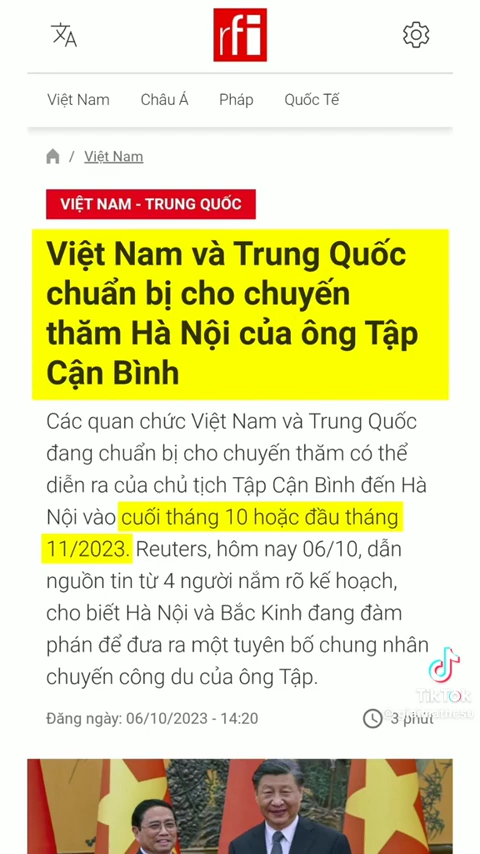 rfi
Việt Nam Châu Á Pháp Quốc Tế
/ Việt Nam
VIỆT NAM - TRUNG QUỐC
Việt Nam và Trung Quốc
chuẩn bị cho chuyến
thăm Hà Nội của ông Tập
Cận Bình
Các quan chức Việt Nam và Trung Quốc
đang chuẩn bị cho chuyến thăm có thể
diễn ra của chủ tịch Tập Cận Bình đến Hà
Nội vào cuối tháng 10 hoặc đầu tháng
11/2023. Reuters, hôm nay 06/10, dẫn
nguồn tin từ 4 người nắm rõ kế hoạch,
cho biết Hà Nội và Bắc Kinh đang đàm
phán để đưa ra một tuyên bố chung nhân
chuyến công du của ông Tập.
TikTok
Đăng ngày: 06/10/2023 - 14:20
3 phút